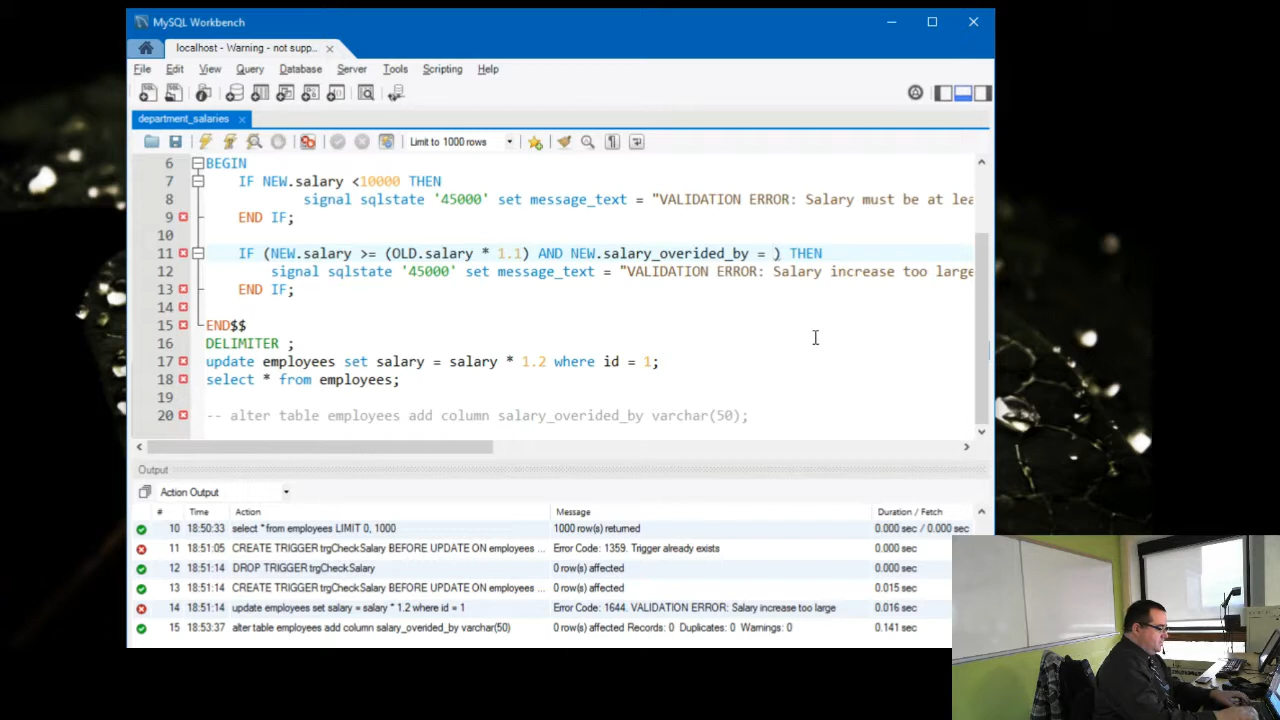 MySQL Workbench
localhost - Warning - not supp...
File Edit View Query Database Server Tools Scripting Help
department_salaries
Limit to 1000 rows
6 BEGIN
7 IF NEW.salary <10000 THEN
8 signal sqlstate '45000' set message_text = "VALIDATION ERROR: Salary must be at lea
9 END IF;
10
11 IF (NEW.salary >= (OLD.salary * 1.1) AND NEW.salary_overided_by = ) THEN
12 signal sqlstate '45000' set message_text = "VALIDATION ERROR: Salary increase too large
13 END IF;
14
15 END$$
16 DELIMITER ;
17 update employees set salary = salary * 1.2 where id = 1;
18 select * from employees;
19
20 -- alter table employees add column salary_overided_by varchar(50);
Output
Action Output
# Time Action Message Duration / Fetch
10 18:50:33 select * from employees LIMIT 0, 1000 1000 row(s) returned 0.000 sec / 0.000 sec
11 18:51:05 CREATE TRIGGER trgCheckSalary BEFORE UPDATE ON employees ... Error Code: 1359. Trigger already exists 0.000 sec
12 18:51:14 DROP TRIGGER trgCheckSalary 0 row(s) affected 0.000 sec
13 18:51:14 CREATE TRIGGER trgCheckSalary BEFORE UPDATE ON employees ... 0 row(s) affected 0.015 sec
14 18:51:14 update employees set salary = salary * 1.2 where id = 1 Error Code: 1644. VALIDATION ERROR: Salary increase too large 0.016 sec
15 18:53:37 alter table employees add column salary_overided_by varchar(50) 0 row(s) affected Records: 0 Duplicates: 0 Warnings: 0 0.141 sec